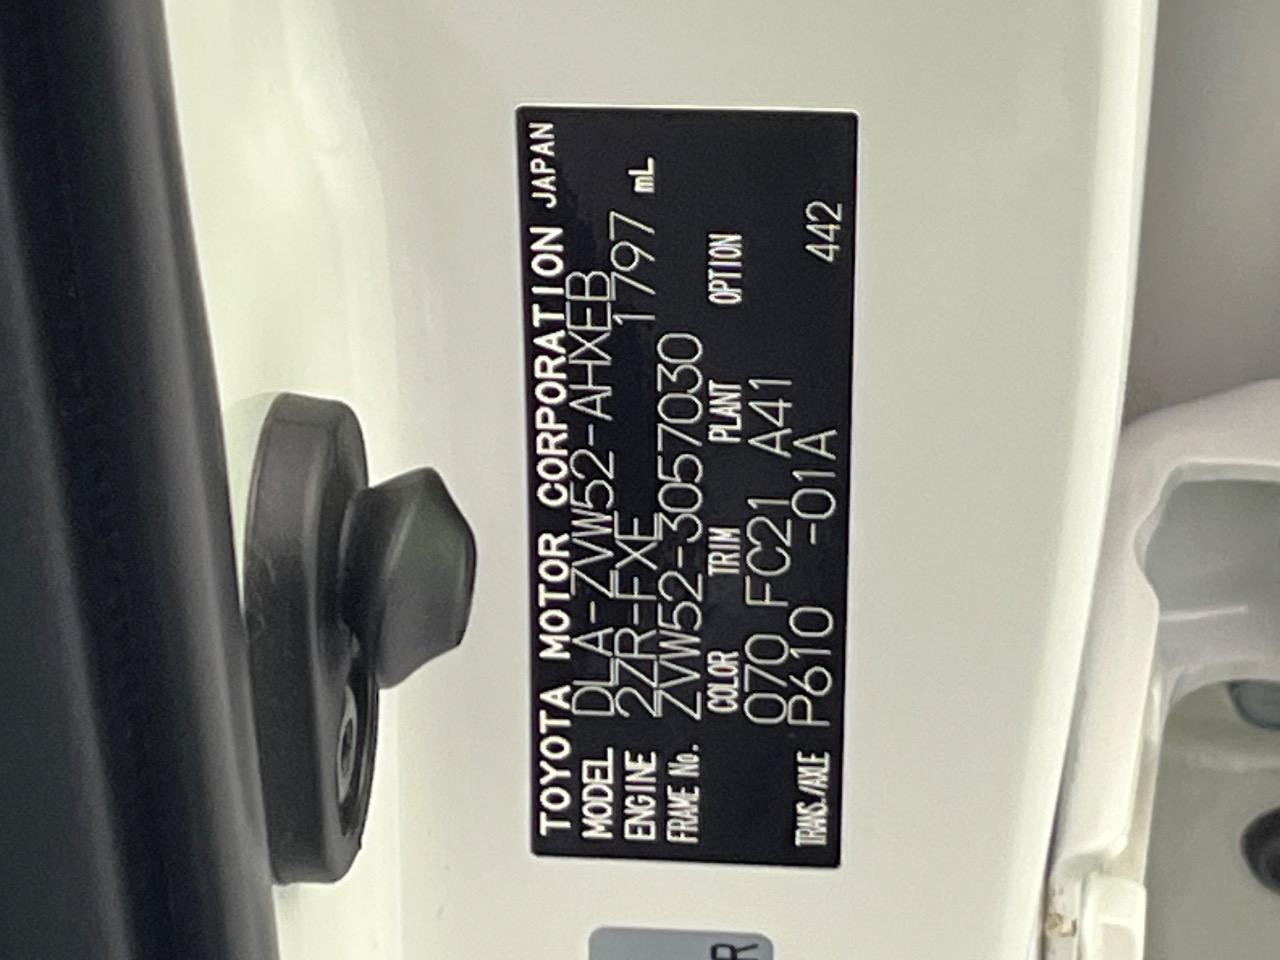 TOYOTA MOTOR CORPORATION JAPAN
MODEL DLA-ZVW52-AHXEB
ENGINE 2ZR-FXE 1797 mL
FRAME No. ZVW52-3057030
COLOR TRIM PLANT OPTION
070 FC21 A41
TRANS./AXLE P610 -01A 442
R